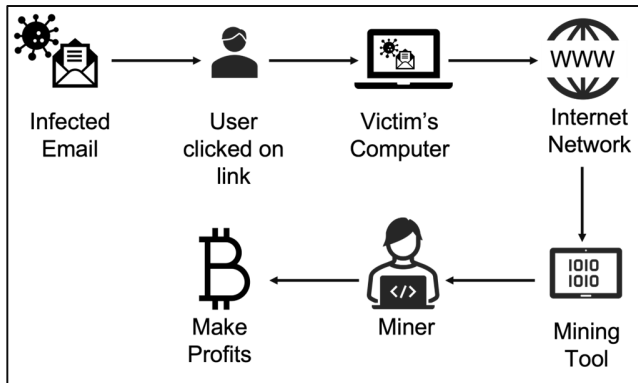 Infected
Email
User
clicked on
link
Victim's
Computer
WWW
Internet
Network
Make
Profits
</>
Miner
1010
1010
Mining
Tool